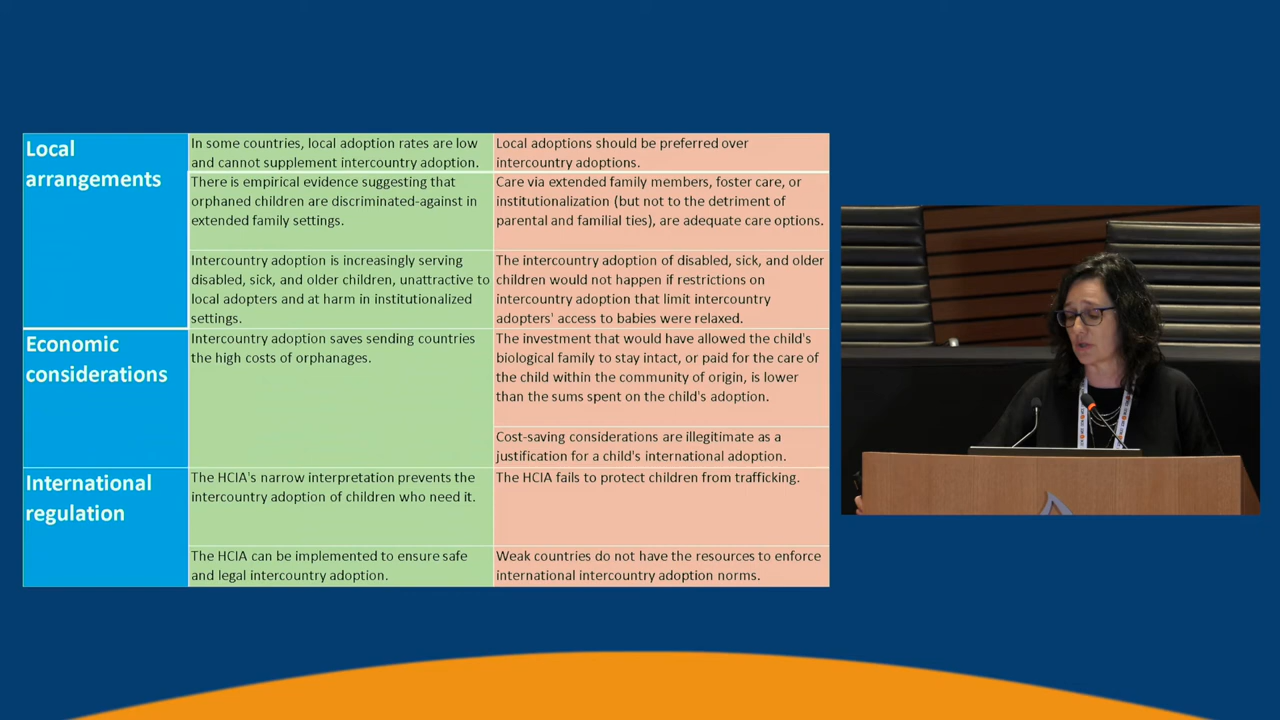 Local
arrangements
In some countries, local adoption rates are low
and cannot supplement intercountry adoption.
Local adoptions should be preferred over
intercountry adoptions.
There is empirical evidence suggesting that
orphaned children are discriminated-against in
extended family settings.
Care via extended family members, foster care, or
institutionalization (but not to the detriment of
parental and familial ties), are adequate care options.
Intercountry adoption is increasingly serving
disabled, sick, and older children, unattractive to
local adopters and at harm in institutionalized
settings.
The intercountry adoption of disabled, sick, and older
children would not happen if restrictions on
intercountry adoption that limit intercountry
adopters' access to babies were relaxed.
Economic
considerations
Intercountry adoption saves sending countries
the high costs of orphanages.
The investment that would have allowed the child's
biological family to stay intact, or paid for the care of
the child within the community of origin, is lower
than the sums spent on the child's adoption.
Cost-saving considerations are illegitimate as a
justification for a child's international adoption.
International
regulation
The HCIA's narrow interpretation prevents the
intercountry adoption of children who need it.
The HCIA fails to protect children from trafficking.
The HCIA can be implemented to ensure safe
and legal intercountry adoption.
Weak countries do not have the resources to enforce
international intercountry adoption norms.